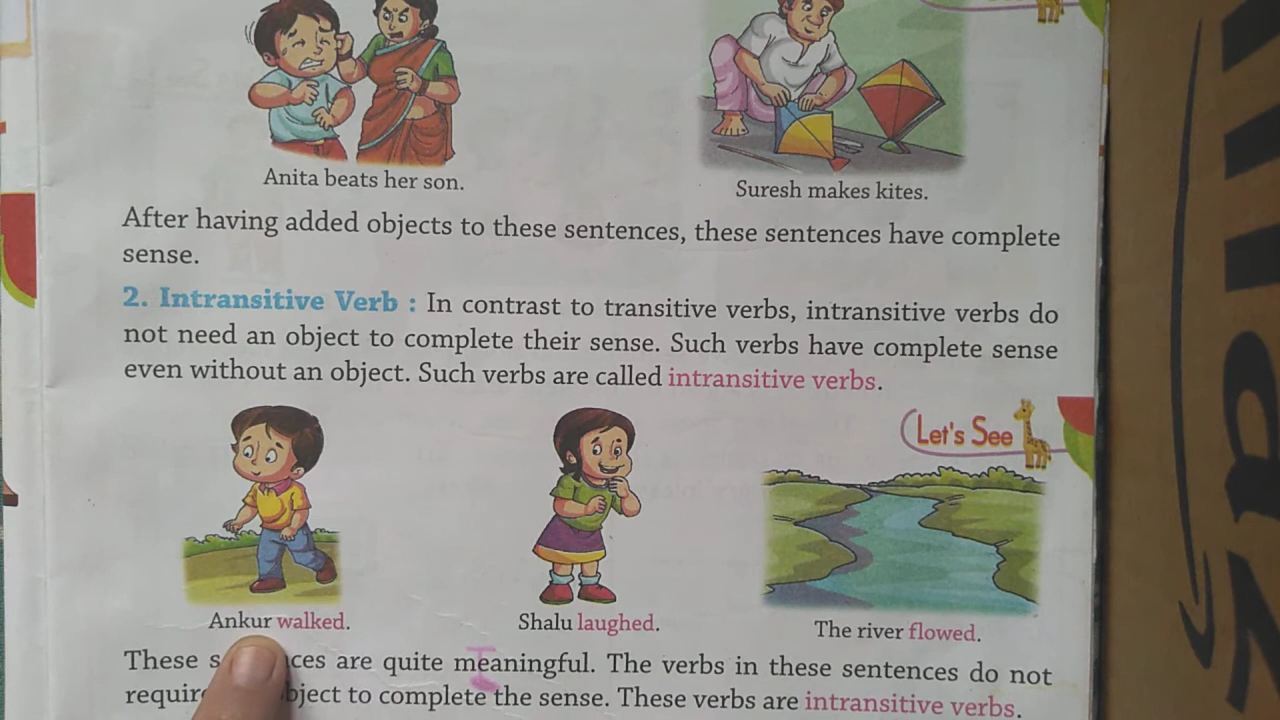 Anita beats her son.
Suresh makes kites.
After having added objects to these sentences, these sentences have complete
sense.
2. Intransitive Verb : In contrast to transitive verbs, intransitive verbs do
not need an object to complete their sense. Such verbs have complete sense
even without an object. Such verbs are called intransitive verbs.
Let's See
Ankur walked.
Shalu laughed.
The river flowed.
These are quite meaningful. The verbs in these sentences do not
to complete the sense. These verbs are intransitive verbs.